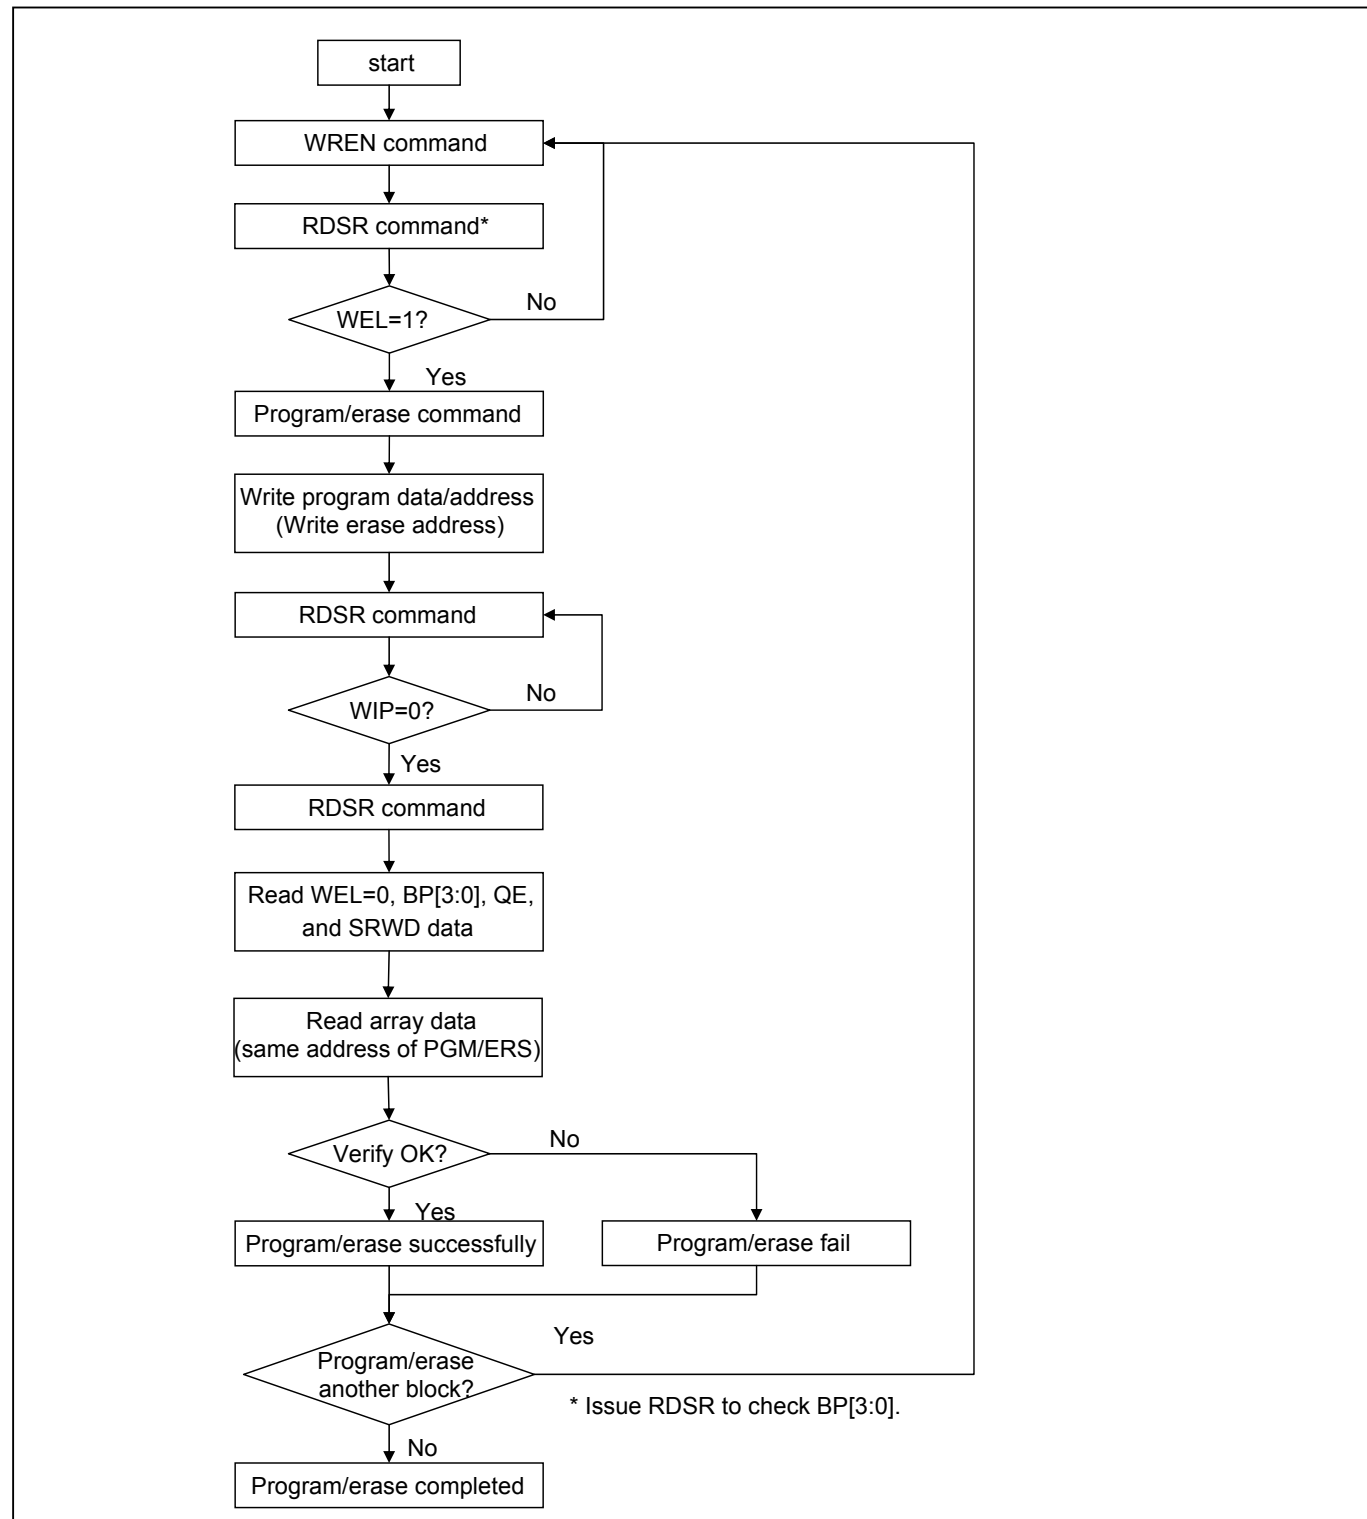 start
WREN command
RDSR command*
WEL=1?
No
Yes
Program/erase command
Write program data/address
(Write erase address)
RDSR command
WIP=0?
No
Yes
RDSR command
Read WEL=0, BP[3:0], QE,
and SRWD data
Read array data
(same address of PGM/ERS)
Verify OK?
No
Yes
Program/erase successfully
Program/erase fail
Program/erase
another block?
Yes
* Issue RDSR to check BP[3:0].
No
Program/erase completed